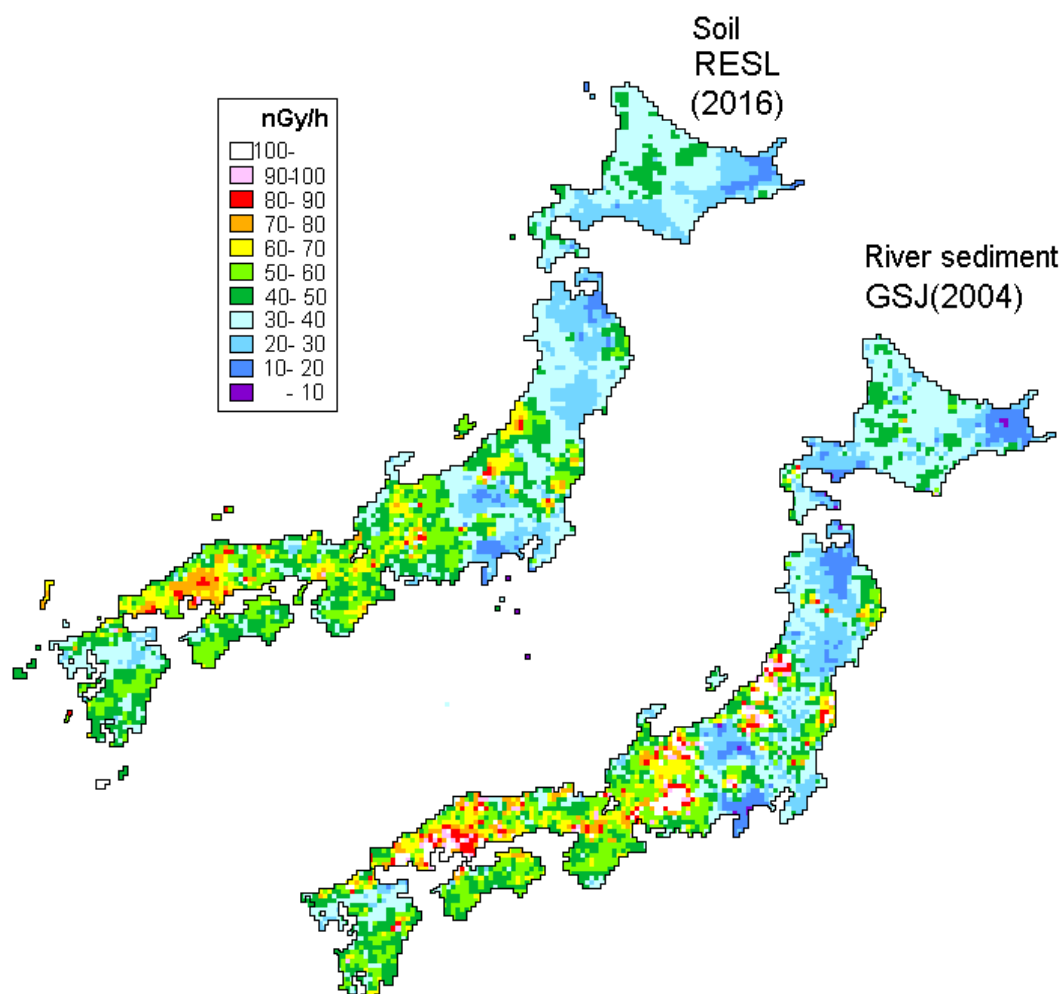 Soil
RESL
(2016)
nGy/h
100-
90-100
80- 90
70- 80
60- 70
50- 60
40- 50
30- 40
20- 30
10- 20
- 10
River sediment
GSJ(2004)